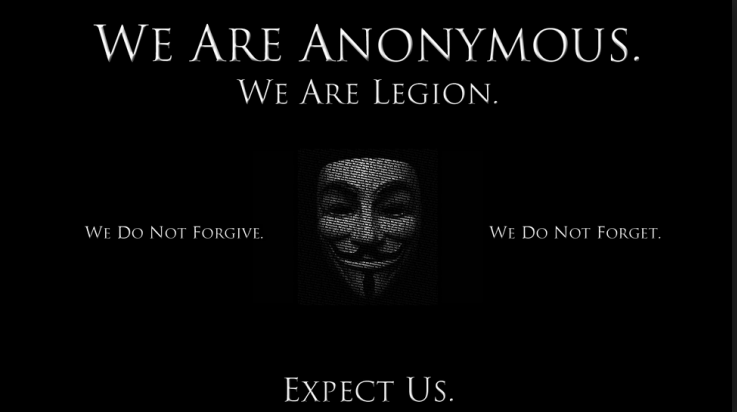 We Are Anonymous.
We Are Legion.
We Do Not Forgive. We Do Not Forget.
Expect Us.